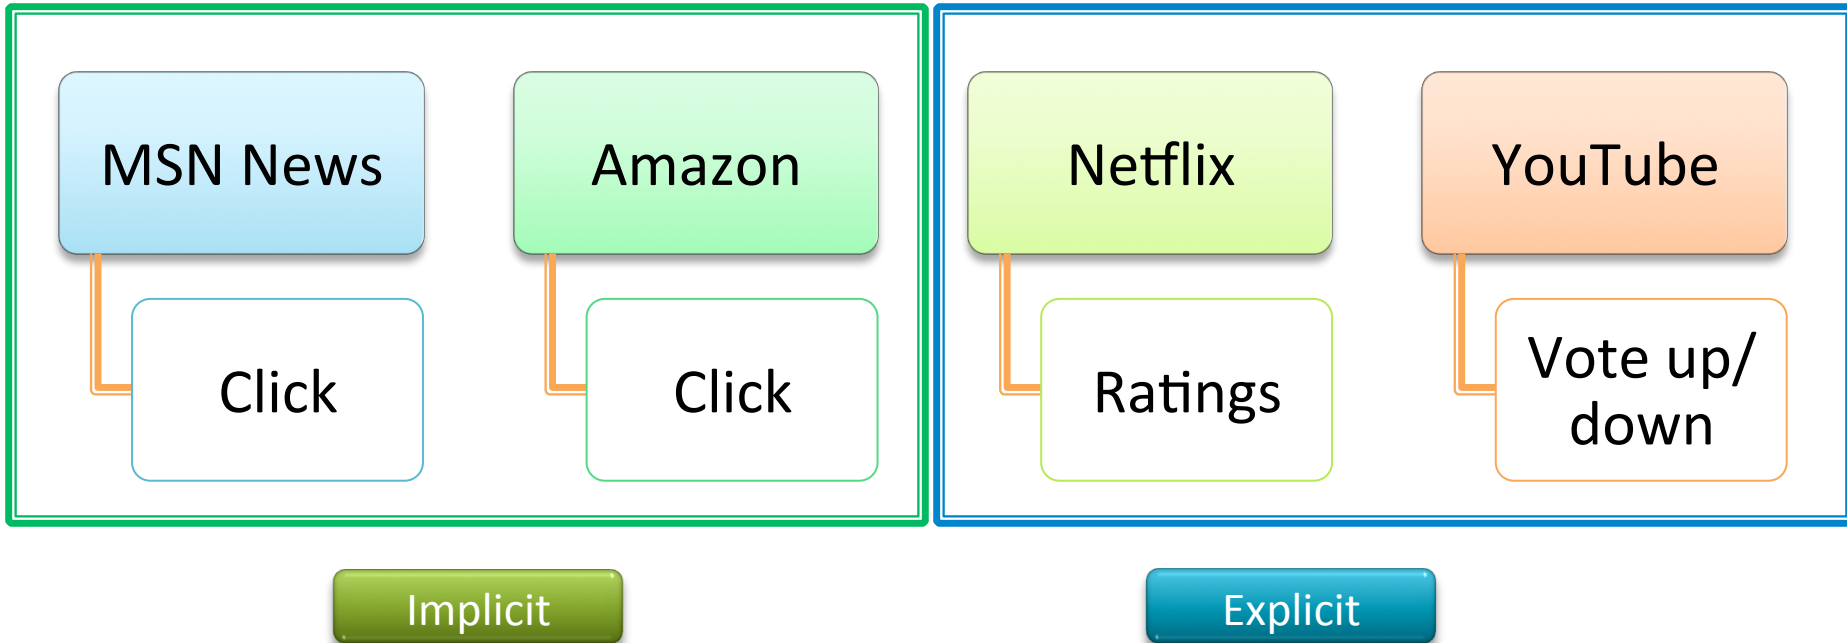 MSN News
Amazon
Netflix
YouTube
Click
Click
Ratings
Vote up/
down
Implicit
Explicit